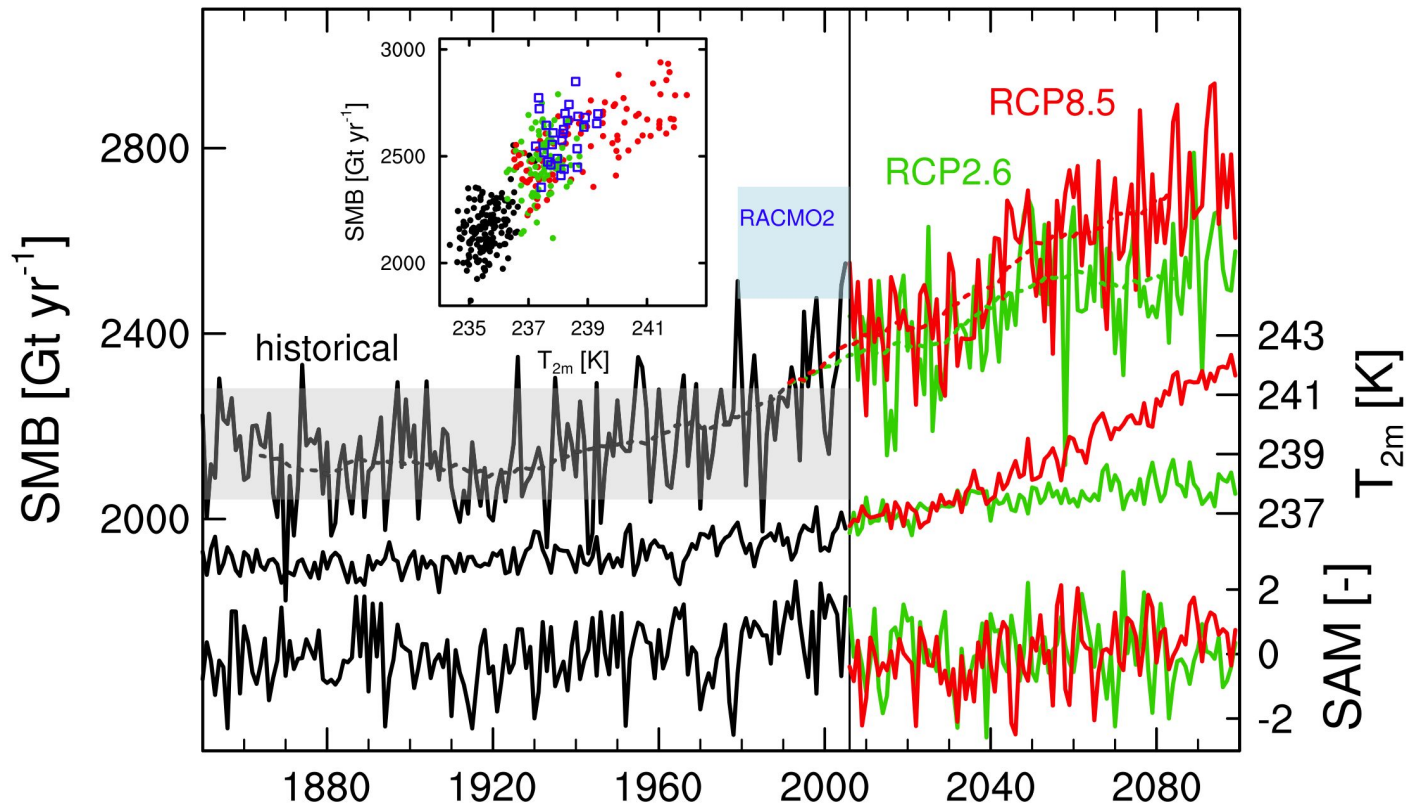 3000
2500
2000
SMB [Gt yr-1]
235 237 239 241
T2m [K]
RCP8.5
RCP2.6
RACMO2
historical
2800
2400
2000
SMB [Gt yr-1]
243
241
239
237
T2m [K]
2
0
-2
SAM [-]
1880 1920 1960 2000 2040 2080